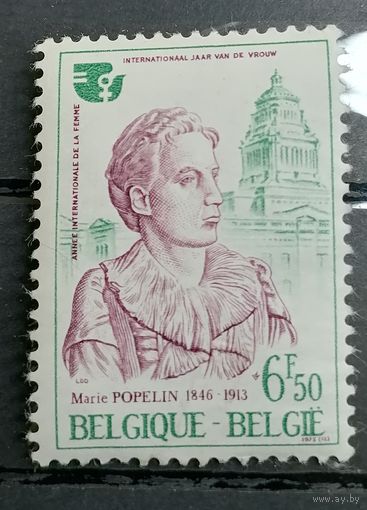 INTERNATIONAAL JAAR VAN DE VROUW
ANNÉE INTERNATIONALE DE LA FEMME
LDD
Marie POPELIN 1846 - 1913
6F50
BELGIQUE - BELGIË
www.ay.by